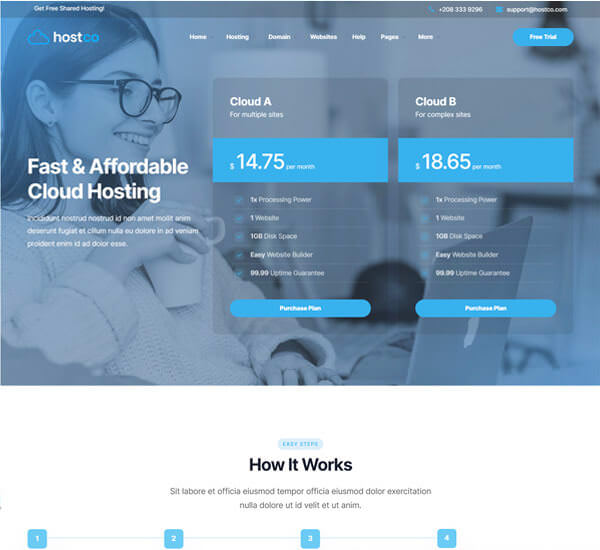 Get Free Shared Hosting!
+208 333 9296
support@hostco.com
hostco
Home
Hosting
Domain
Websites
Help
Pages
More
Free Trial
Fast & Affordable
Cloud Hosting
Incididunt nostrud nostrud id non amet mollit anim
deserunt fugiat et cillum nulla eu dolore in ad veniam
proident enim id ad dolor esse.
Cloud A
For multiple sites
$ 14.75 per month
1x Processing Power
1 Website
1GB Disk Space
Easy Website Builder
99.99 Uptime Guarantee
Purchase Plan
Cloud B
For complex sites
$ 18.65 per month
1x Processing Power
1 Website
1GB Disk Space
Easy Website Builder
99.99 Uptime Guarantee
Purchase Plan
EASY STEPS
How It Works
Sit labore et officia eiusmod tempor officia eiusmod dolor exercitation
nulla dolore ut id velit et ut anim.
1
2
3
4